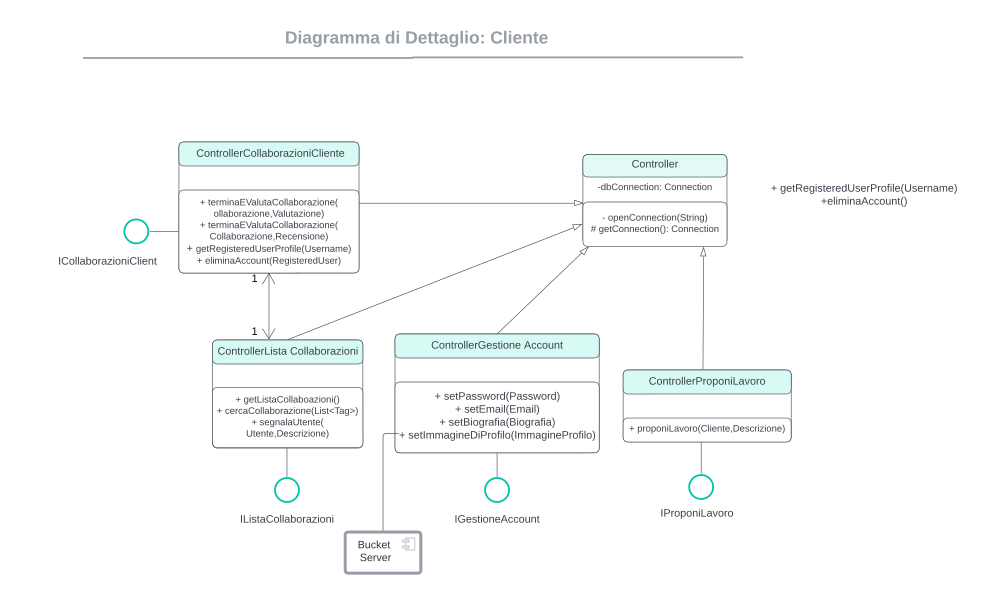 Diagramma di Dettaglio: Cliente
ControllerCollaborazioniCliente
+ terminaEValutaCollaborazione(
ollaborazione,Valutazione)
+ terminaEValutaCollaborazione(
Collaborazione,Recensione)
+ getRegisteredUserProfile(Username)
+ eliminaAccount(RegisteredUser)
Controller
-dbConnection: Connection
- openConnection(String)
# getConnection(): Connection
+ getRegisteredUserProfile(Username)
+eliminaAccount()
ICollaborazioniClient
1
1
ControllerLista Collaborazioni
+ getListaCollaboazioni()
+ cercaCollaborazione(List<Tag>)
+ segnalaUtente(
Utente,Descrizione)
ControllerGestione Account
+ setPassword(Password)
+ setEmail(Email)
+ setBiografia(Biografia)
+ setImmagineDiProfilo(ImmagineProfilo)
ControllerProponiLavoro
+ proponiLavoro(Cliente,Descrizione)
IListaCollaborazioni
IGestioneAccount
IProponiLavoro
Bucket
Server